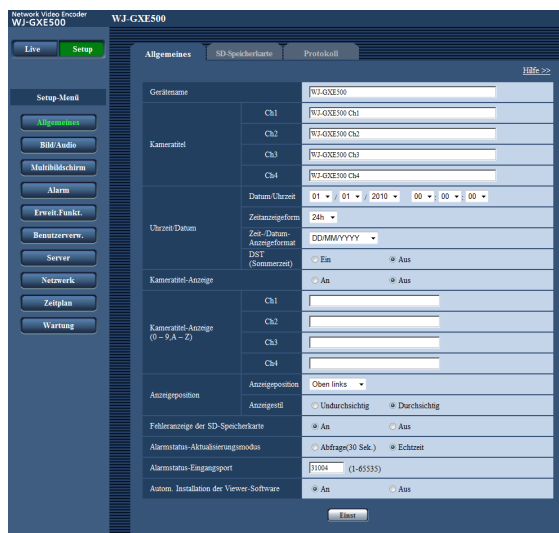 Network Video Encoder
WJ-GXE500
WJ-GXE500
Live
Setup
Setup-Menü
Allgemeines
Bild/Audio
Multibildschirm
Alarm
Erweit.Funkt.
Benutzerverw.
Server
Netzwerk
Zeitplan
Wartung
Allgemeines
SD-Speicherkarte
Protokoll
Hilfe >>
Gerätename
WJ-GXE500
Kameratitel
Ch1
WJ-GXE500 Ch1
Ch2
WJ-GXE500 Ch2
Ch3
WJ-GXE500 Ch3
Ch4
WJ-GXE500 Ch4
Uhrzeit/Datum
Datum/Uhrzeit
01 / 01 / 2010 00 : 00 : 00
Zeitanzeigeform
24h
Zeit-/Datum-
Anzeigeformat
DD/MM/YYYY
DST
(Sommerzeit)
Ein
Aus
Kameratitel-Anzeige
An
Aus
Kameratitel-Anzeige
(0 – 9,A – Z)
Ch1
Ch2
Ch3
Ch4
Anzeigeposition
Anzeigeposition
Oben links
Anzeigestil
Undurchsichtig
Durchsichtig
Fehleranzeige der SD-Speicherkarte
An
Aus
Alarmstatus-Aktualisierungsmodus
Abfrage(30 Sek.)
Echtzeit
Alarmstatus-Eingangsport
31004 (1-65535)
Autom. Installation der Viewer-Software
An
Aus
Einst